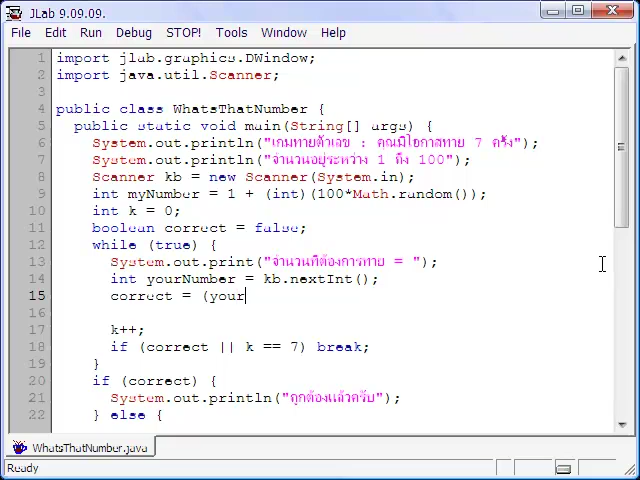 JLab 9.09.09.
File Edit Run Debug STOP! Tools Window Help
1 import jlab.graphics.DWindow;
2 import java.util.Scanner;
3
4 public class WhatsThatNumber {
5 public static void main(String[] args) {
6 System.out.println("เกมทายตัวเลข : คุณมีโอกาสทาย 7 ครั้ง");
7 System.out.println("จำนวนอยู่ระหว่าง 1 ถึง 100");
8 Scanner kb = new Scanner(System.in);
9 int myNumber = 1 + (int)(100*Math.random());
10 int k = 0;
11 boolean correct = false;
12 while (true) {
13 System.out.print("จำนวนที่ต้องการทาย = ");
14 int yourNumber = kb.nextInt();
15 correct = (your
16
17 k++;
18 if (correct || k == 7) break;
19 }
20 if (correct) {
21 System.out.println("ถูกต้องแล้วครับ");
22 } else {
WhatsThatNumber.java
Ready